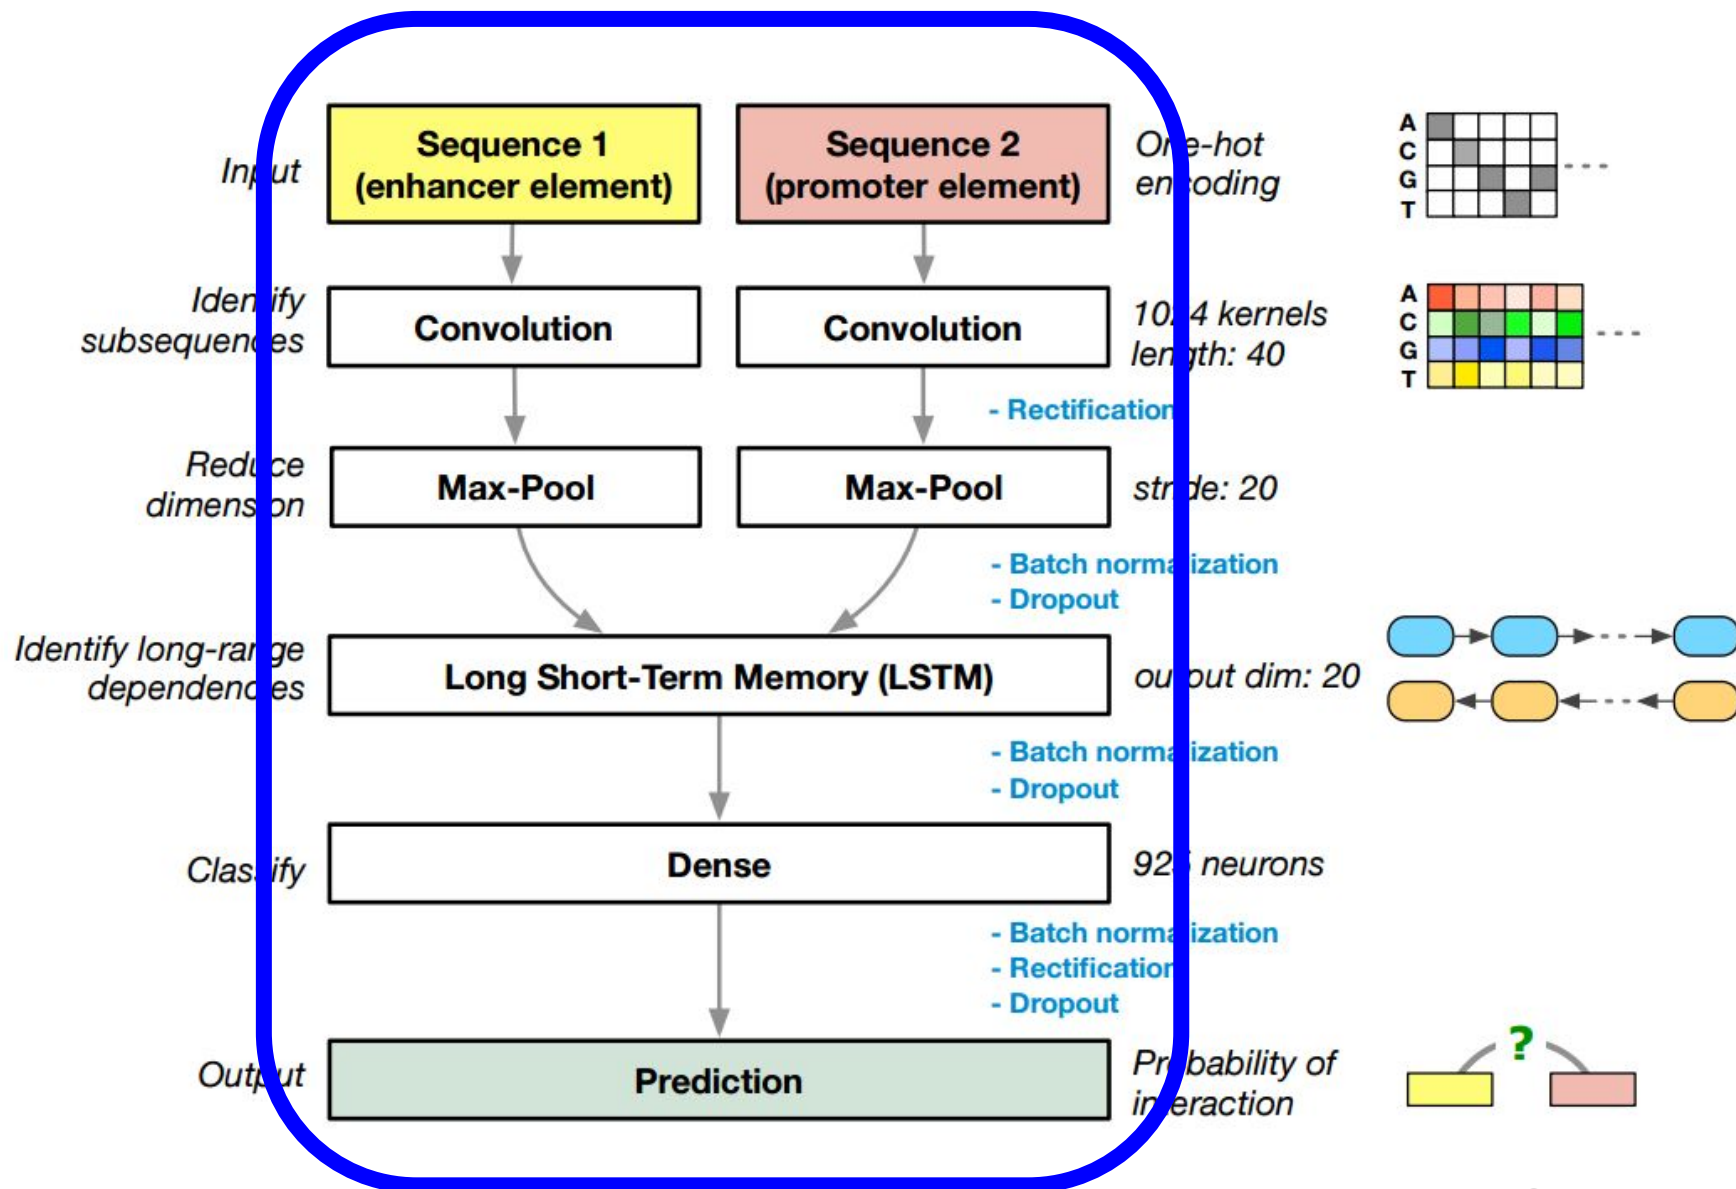 Input
Sequence 1
(enhancer element)
Sequence 2
(promoter element)
One-hot
encoding
A
C
G
T
Identify
subsequences
Convolution
Convolution
1024 kernels
length: 40
A
C
G
T
- Rectification
Reduce
dimension
Max-Pool
Max-Pool
stride: 20
- Batch normalization
- Dropout
Identify long-range
dependencies
Long Short-Term Memory (LSTM)
output dim: 20
- Batch normalization
- Dropout
Classify
Dense
925 neurons
- Batch normalization
- Rectification
- Dropout
Output
Prediction
Probability of
interaction
?